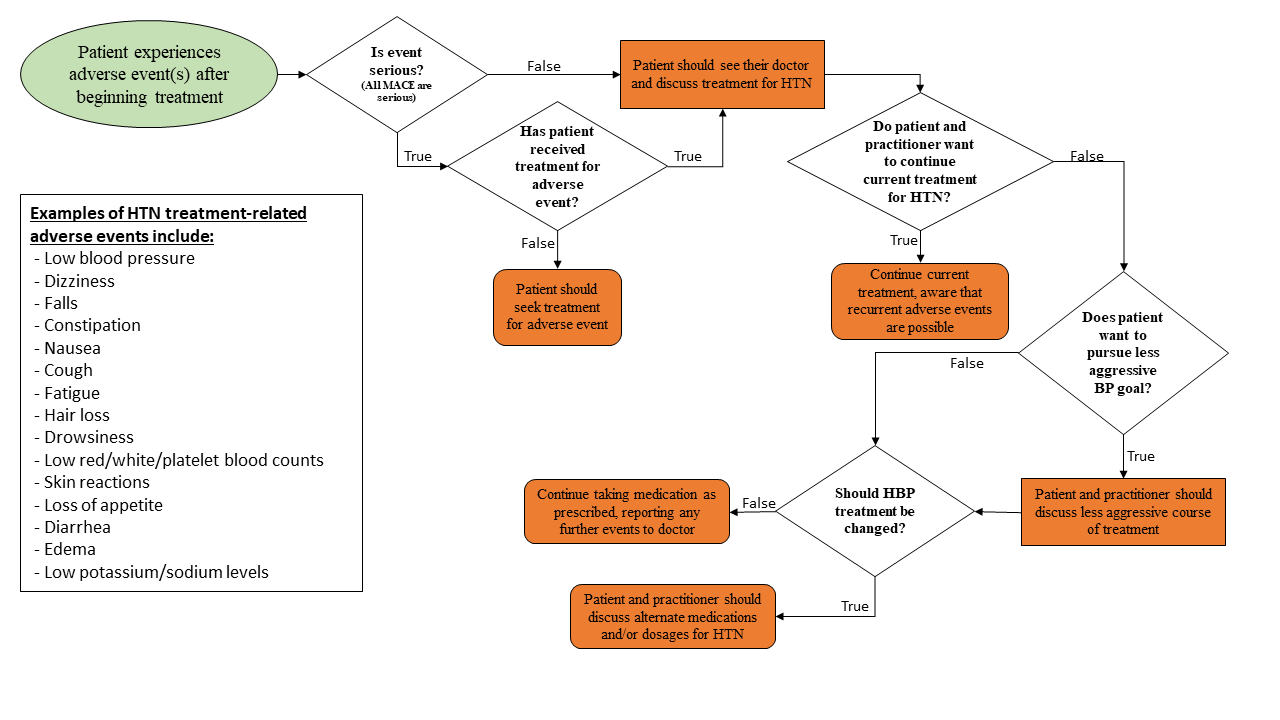 Patient experiences
adverse event(s) after
beginning treatment
Is event
serious?
(All MACE are
serious)
False
True
Patient should see their doctor
and discuss treatment for HTN
Has patient
received
treatment for
adverse
event?
True
False
Patient should
seek treatment
for adverse event
Do patient and
practitioner want
to continue
current treatment
for HTN?
False
True
Continue current
treatment, aware that
recurrent adverse events
are possible
Does patient
want to
pursue less
aggressive
BP goal?
False
True
Patient and practitioner should
discuss less aggressive course
of treatment
Should HBP
treatment be
changed?
False
True
Continue taking medication as
prescribed, reporting any
further events to doctor
Patient and practitioner should
discuss alternate medications
and/or dosages for HTN
Examples of HTN treatment-related
adverse events include:
- Low blood pressure
- Dizziness
- Falls
- Constipation
- Nausea
- Cough
- Fatigue
- Hair loss
- Drowsiness
- Low red/white/platelet blood counts
- Skin reactions
- Loss of appetite
- Diarrhea
- Edema
- Low potassium/sodium levels